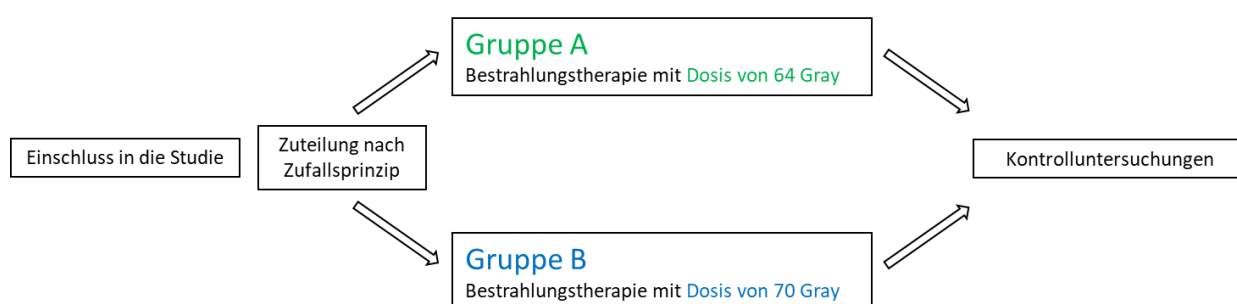 Einschluss in die Studie
Zuteilung nach
Zufallsprinzip
Gruppe A
Bestrahlungstherapie mit Dosis von 64 Gray
Gruppe B
Bestrahlungstherapie mit Dosis von 70 Gray
Kontrolluntersuchungen